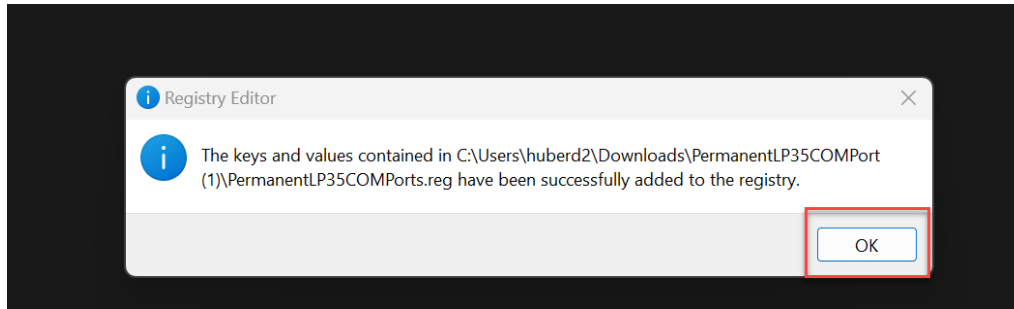 Registry Editor
The keys and values contained in C:\Users\huberd2\Downloads\PermanentLP35COMPort
(1)\PermanentLP35COMPorts.reg have been successfully added to the registry.
OK